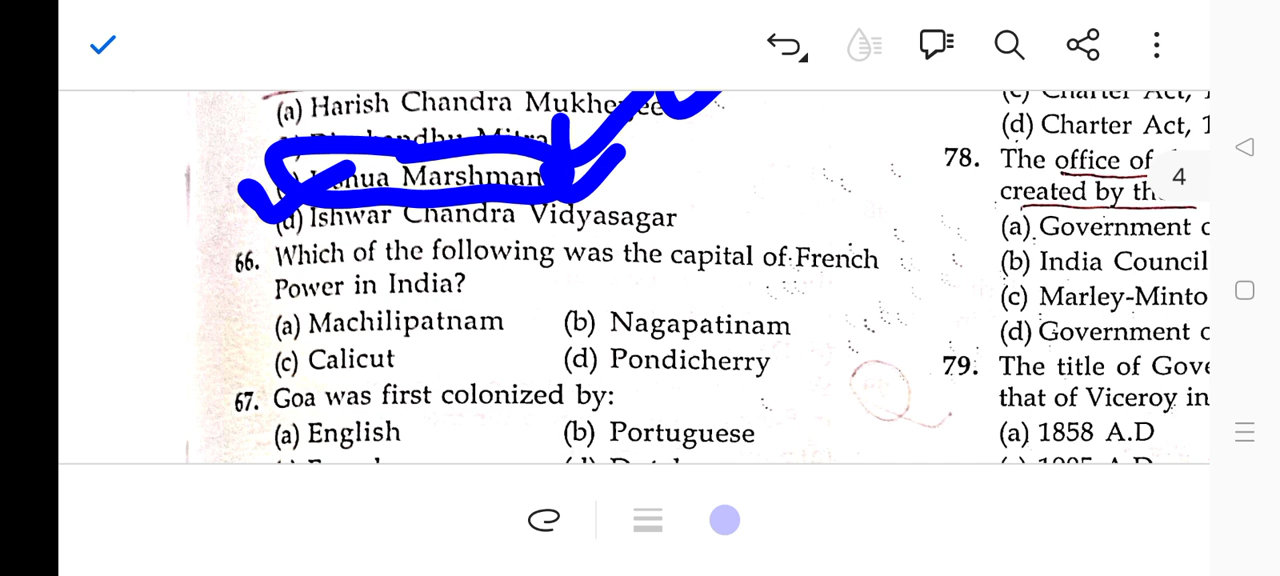 (a) Harish Chandra Mukherjee
Marshman
(d) Ishwar Chandra Vidyasagar
66. Which of the following was the capital of French
Power in India?
(a) Machilipatnam (b) Nagapatinam
(c) Calicut (d) Pondicherry
67. Goa was first colonized by:
(a) English (b) Portuguese
(d) Charter Act, 1
78. The office of
created by th
4
(a) Government
(b) India Council
(c) Marley-Minto
(d) Government
79. The title of Gove
that of Viceroy in
(a) 1858 A.D